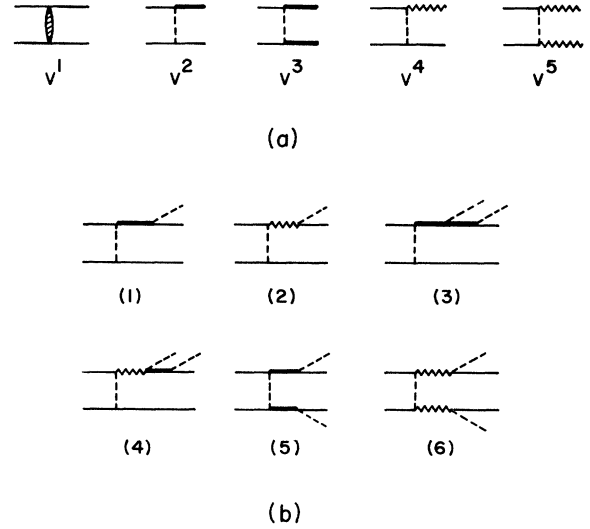 V¹ V² V³ V⁴ V⁵
(a)
(1) (2) (3)
(4) (5) (6)
(b)